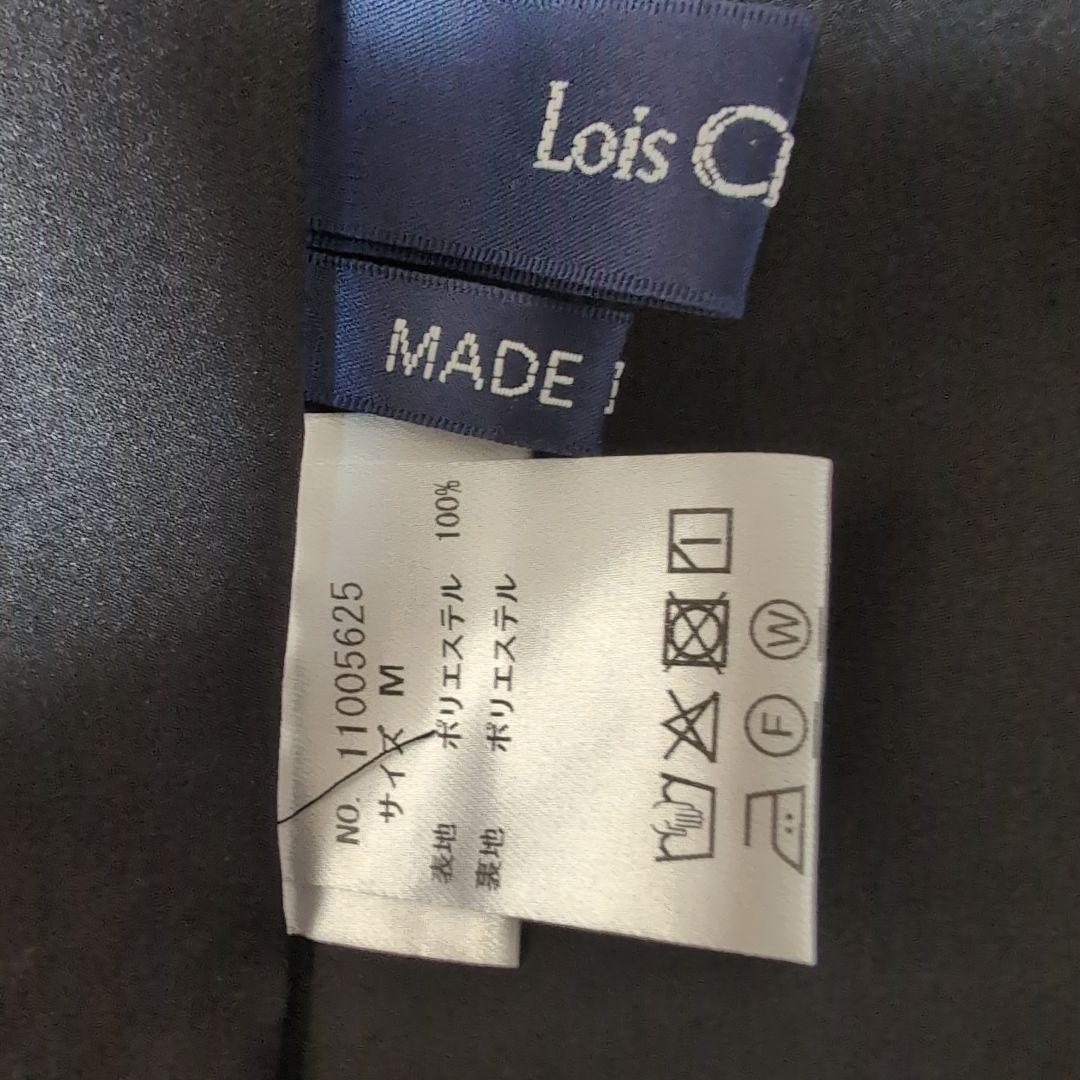 Lois
MADE
NO. 11005625
サイズ M
表地 ポリエステル 100%
裏地 ポリエステル
F W